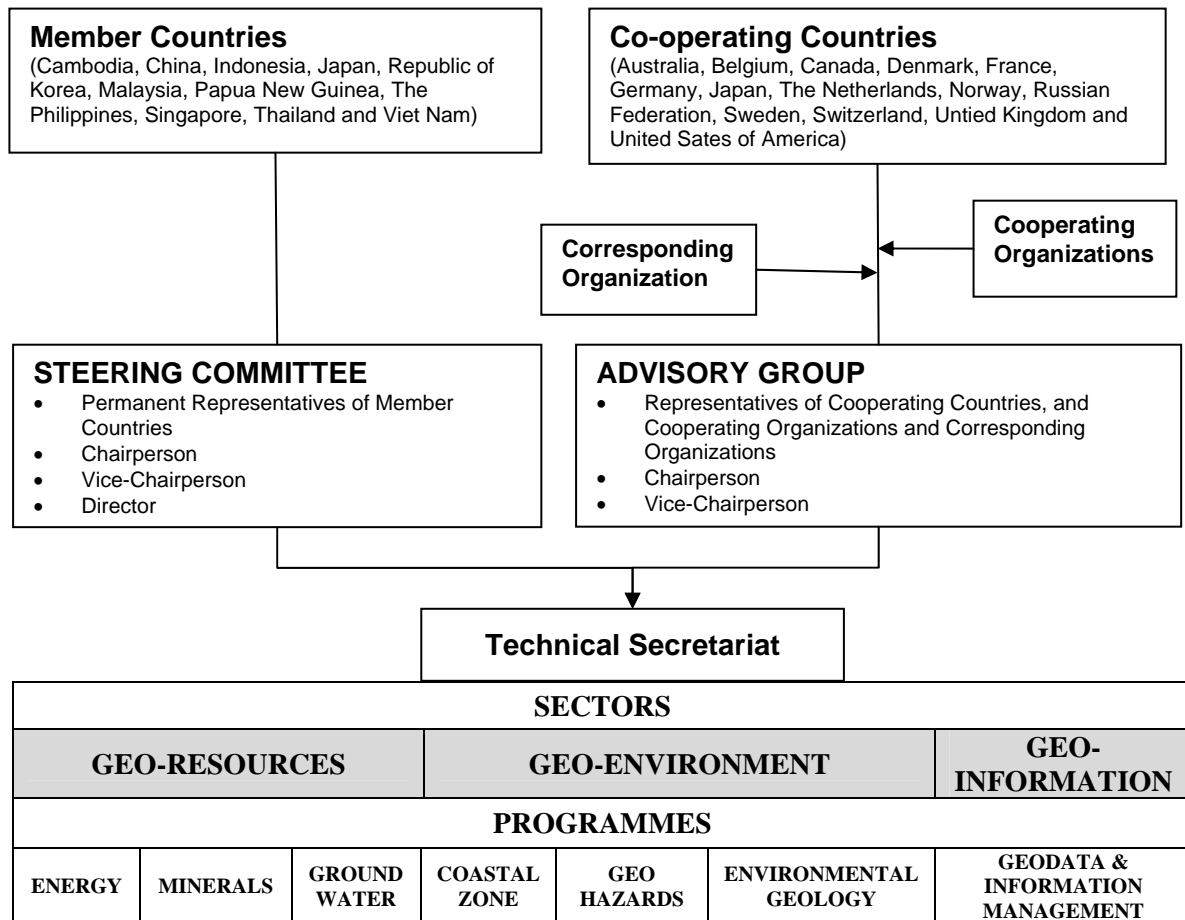 Member Countries
(Cambodia, China, Indonesia, Japan, Republic of
Korea, Malaysia, Papua New Guinea, The
Philippines, Singapore, Thailand and Viet Nam)
Co-operating Countries
(Australia, Belgium, Canada, Denmark, France,
Germany, Japan, The Netherlands, Norway, Russian
Federation, Sweden, Switzerland, Untied Kingdom and
United Sates of America)
Corresponding
Organization
Cooperating
Organizations
STEERING COMMITTEE
• Permanent Representatives of Member
Countries
• Chairperson
• Vice-Chairperson
• Director
ADVISORY GROUP
• Representatives of Cooperating Countries, and
Cooperating Organizations and Corresponding
Organizations
• Chairperson
• Vice-Chairperson
Technical Secretariat
SECTORS
GEO-RESOURCES
GEO-ENVIRONMENT
GEO-
INFORMATION
PROGRAMMES
ENERGY
MINERALS
GROUND
WATER
COASTAL
ZONE
GEO
HAZARDS
ENVIRONMENTAL
GEOLOGY
GEODATA &
INFORMATION
MANAGEMENT